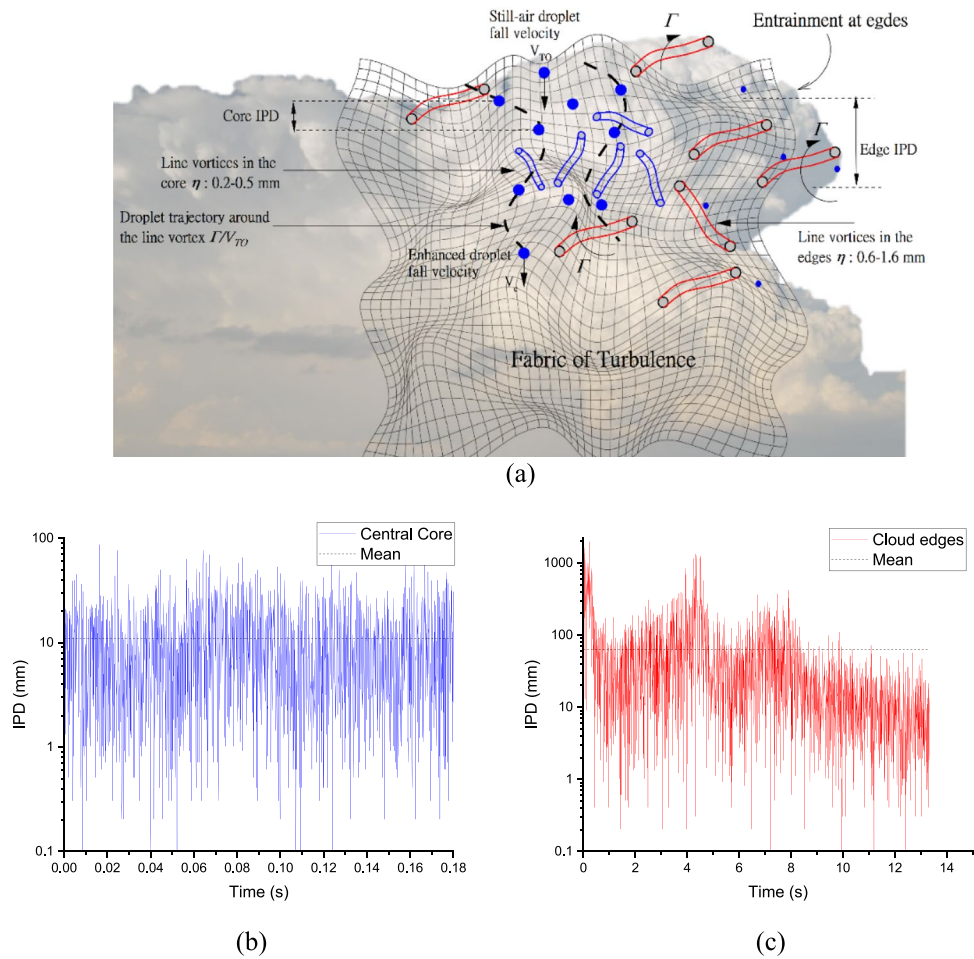 Still-air droplet
fall velocity
V_TO
Γ
Entrainment at egdes
Core IPD
Edge IPD
Γ
Line vortices in the
core η : 0.2-0.5 mm
Droplet trajectory around
the line vortex Γ/V_TO
Enhanced droplet
fall velocity
Γ
Line vortices in the
edges η : 0.6-1.6 mm
Fabric of Turbulence
(a)
Central Core
Mean
100
10
1
0.1
IPD (mm)
0.00 0.02 0.04 0.06 0.08 0.10 0.12 0.14 0.16 0.18
Time (s)
(b)
Cloud edges
Mean
1000
100
10
1
0.1
IPD (mm)
0 2 4 6 8 10 12 14
Time (s)
(c)